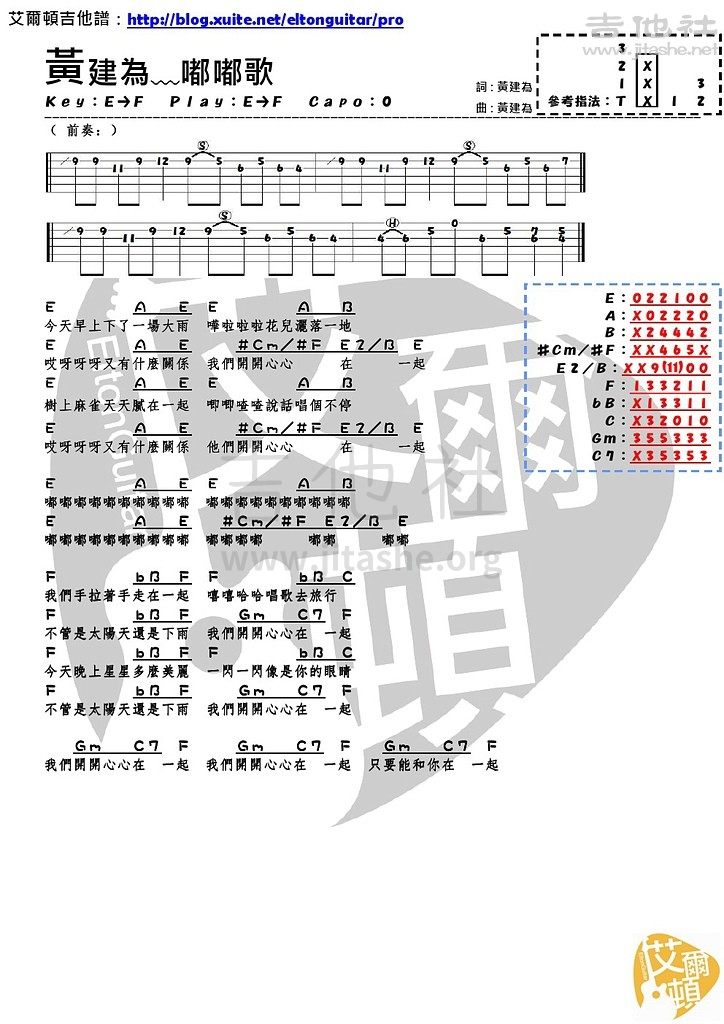 艾爾頓吉他譜：http://blog.xuite.net/eltonguitar/pro
吉他社
www.jitashe.net
黃建為﹏嘟嘟歌
Key：E→F Play：E→F Capo：0
詞：黃建為
曲：黃建為
3
2 X
1 X 3
參考指法：T X 1 2
（前奏：）
9 9 11 9 12 9 S 5 6 5 6 4 9 9 11 9 12 9 S 5 6 5 6 7
9 9 11 9 12 9 S 5 6 5 6 4 4 H 6 5 0 6 5 7 6 5 4
E A E E A B
今天早上下了一場大雨 嘩啦啦啦花兒灑落一地
E A E #Cm/#F E2/B E
哎呀呀呀又有什麼關係 我們開開心心 在 一起
E A E E A B
樹上麻雀天天膩在一起 唧唧喳喳說話唱個不停
E A E #Cm/#F E2/B E
哎呀呀呀又有什麼關係 他們開開心心 在 一起
E A E E A B
嘟嘟嘟嘟嘟嘟嘟嘟嘟 嘟嘟嘟嘟嘟嘟嘟嘟嘟
E A E #Cm/#F E2/B E
嘟嘟嘟嘟嘟嘟嘟嘟嘟 嘟嘟嘟嘟嘟 嘟嘟 嘟嘟
F bB F F bB C
我們手拉著手走在一起 嘻嘻哈哈唱歌去旅行
F bB F Gm C7 F
不管是太陽天還是下雨 我們開開心心在 一起
F bB F F bB C
今天晚上星星多麼美麗 一閃一閃像是你的眼睛
F bB F Gm C7 F
不管是太陽天還是下雨 我們開開心心在 一起
Gm C7 F Gm C7 F Gm C7 F
我們開開心心在 一起 我們開開心心在 一起 只要能和你在 一起
E：022100
A：X02220
B：X24442
#Cm/#F：XX465X
E2/B：XX9(11)00
F：133211
bB：X13311
C：X32010
Gm：355333
C7：X35353
吉他社
www.jitashe.org
艾爾頓
Eltonguitar
艾爾頓